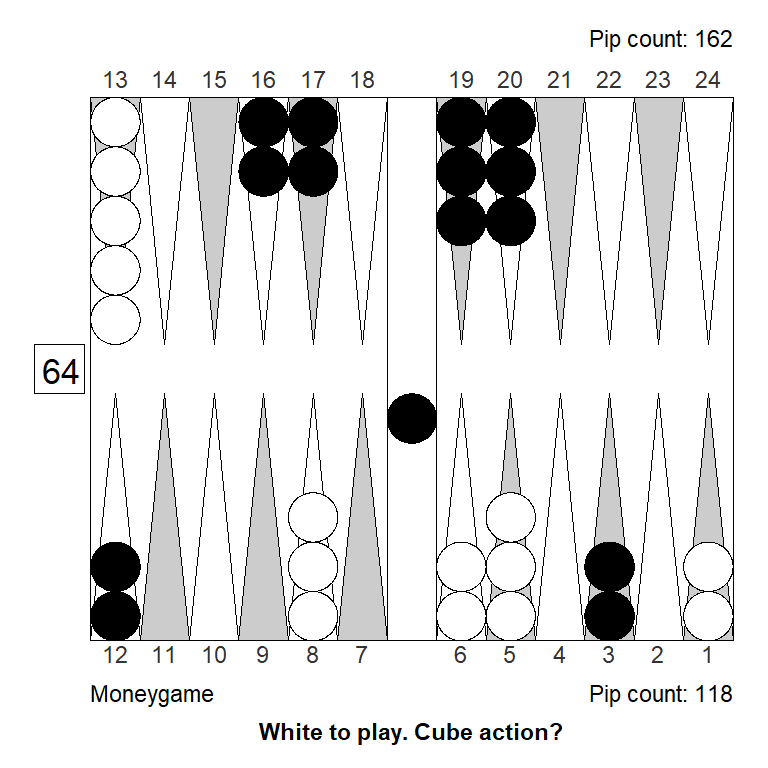 Pip count: 162
13 14 15 16 17 18 19 20 21 22 23 24
64
12 11 10 9 8 7 6 5 4 3 2 1
Moneygame Pip count: 118
White to play. Cube action?